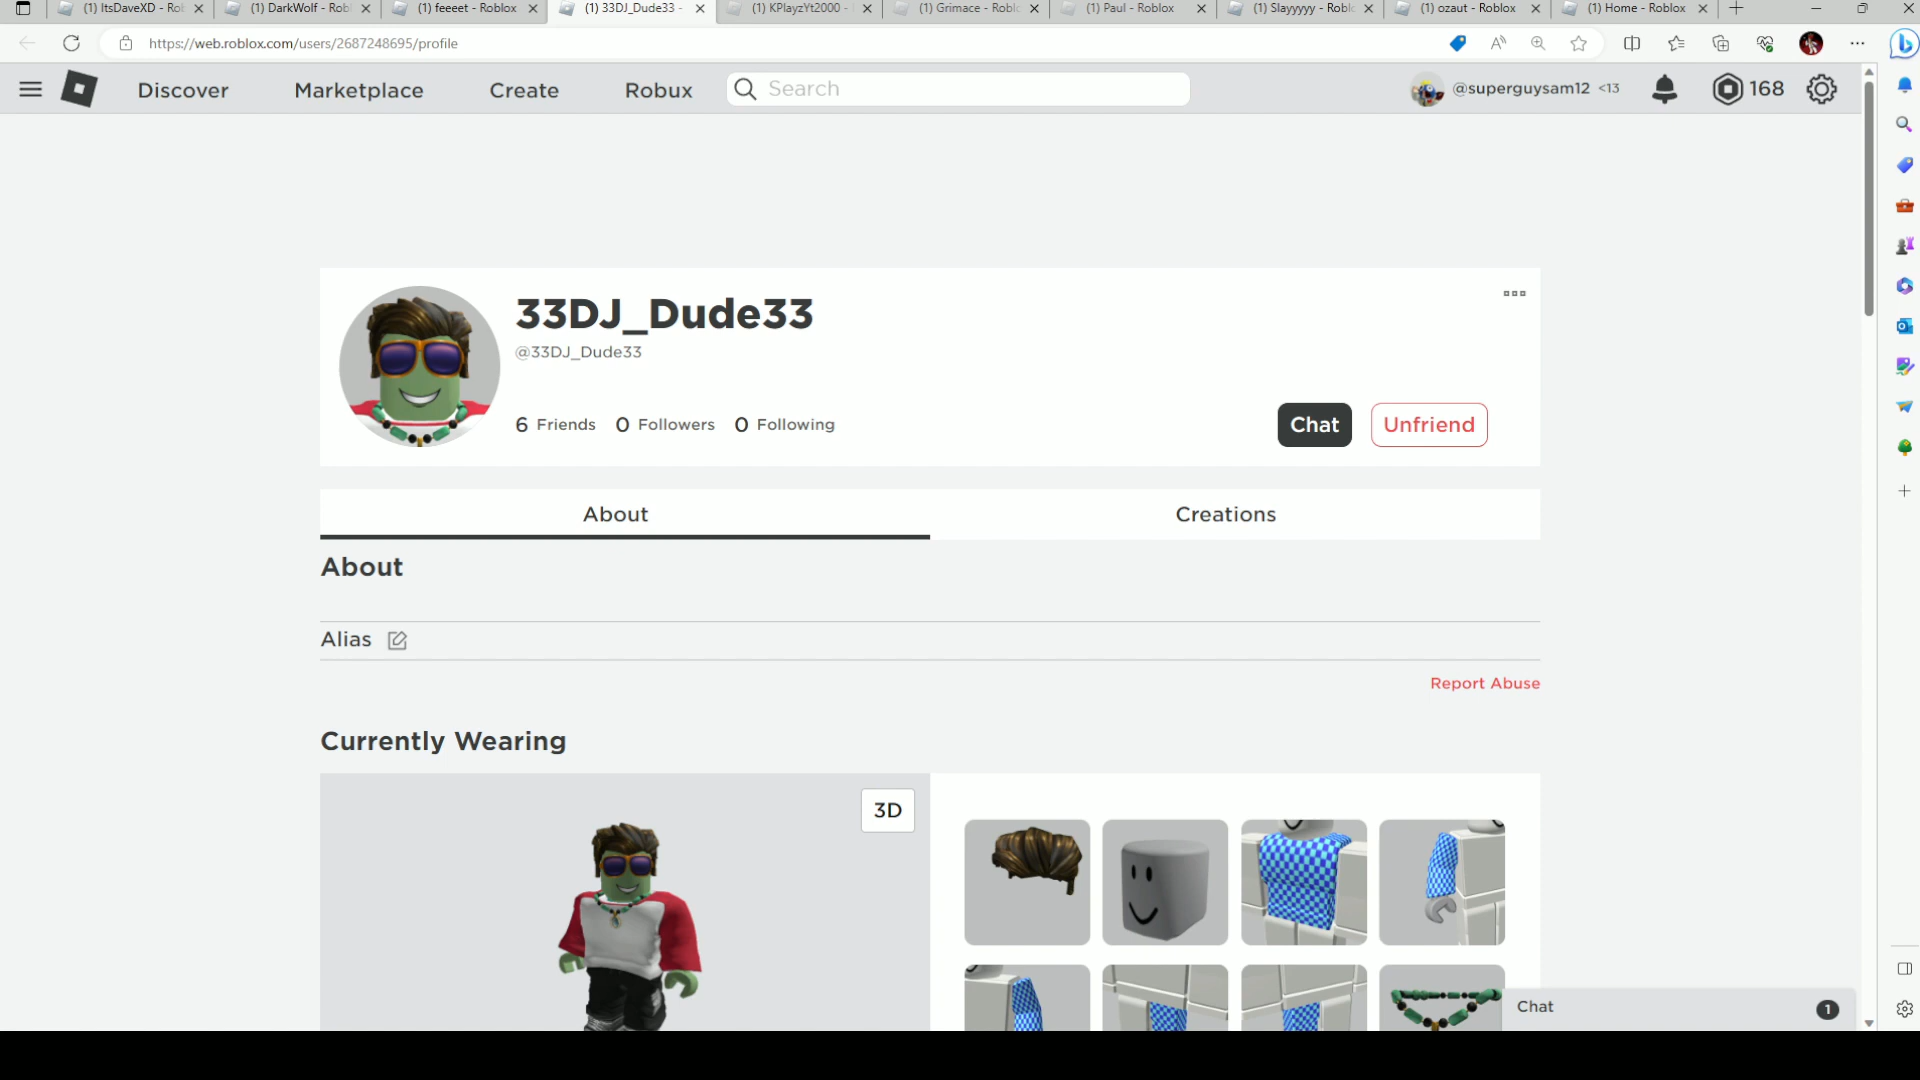 (1) ItsDaveXD - Rob
(1) DarkWolf - Robl
(1) feeeet - Roblox
(1) 33DJ_Dude33 -
(1) KPlayzYt2000 -
(1) Grimace - Roblo
(1) Paul - Roblox
(1) Slayyyyy - Roblo
(1) ozaut - Roblox
(1) Home - Roblox
https://web.roblox.com/users/2687248695/profile
Discover
Marketplace
Create
Robux
Search
@superguysam12 <13
168
33DJ_Dude33
@33DJ_Dude33
6 Friends 0 Followers 0 Following
Chat
Unfriend
About
Creations
About
Alias
Report Abuse
Currently Wearing
3D
Chat
1